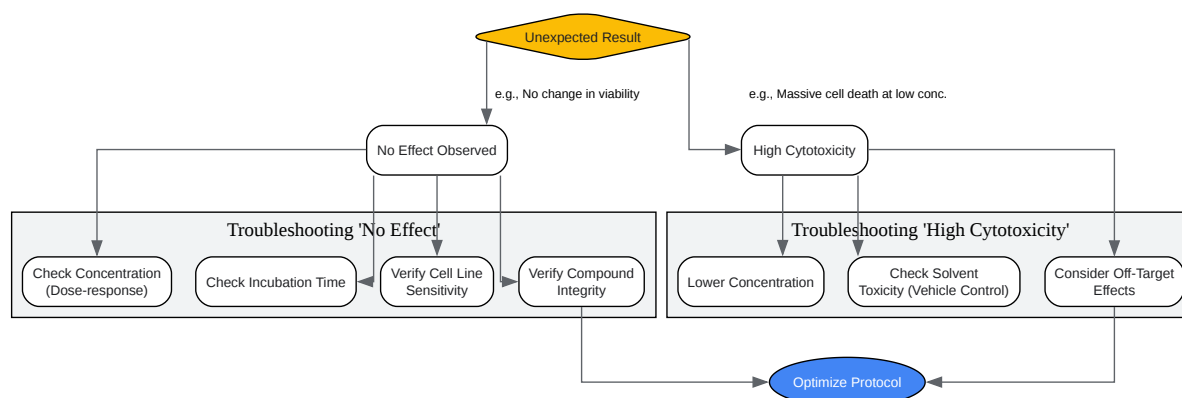 Unexpected Result
e.g., No change in viability
e.g., Massive cell death at low conc.
No Effect Observed
High Cytotoxicity
Troubleshooting 'No Effect'
Troubleshooting 'High Cytotoxicity'
Check Concentration
(Dose-response)
Check Incubation Time
Verify Cell Line
Sensitivity
Verify Compound
Integrity
Lower Concentration
Check Solvent
Toxicity (Vehicle Control)
Consider Off-Target
Effects
Optimize Protocol